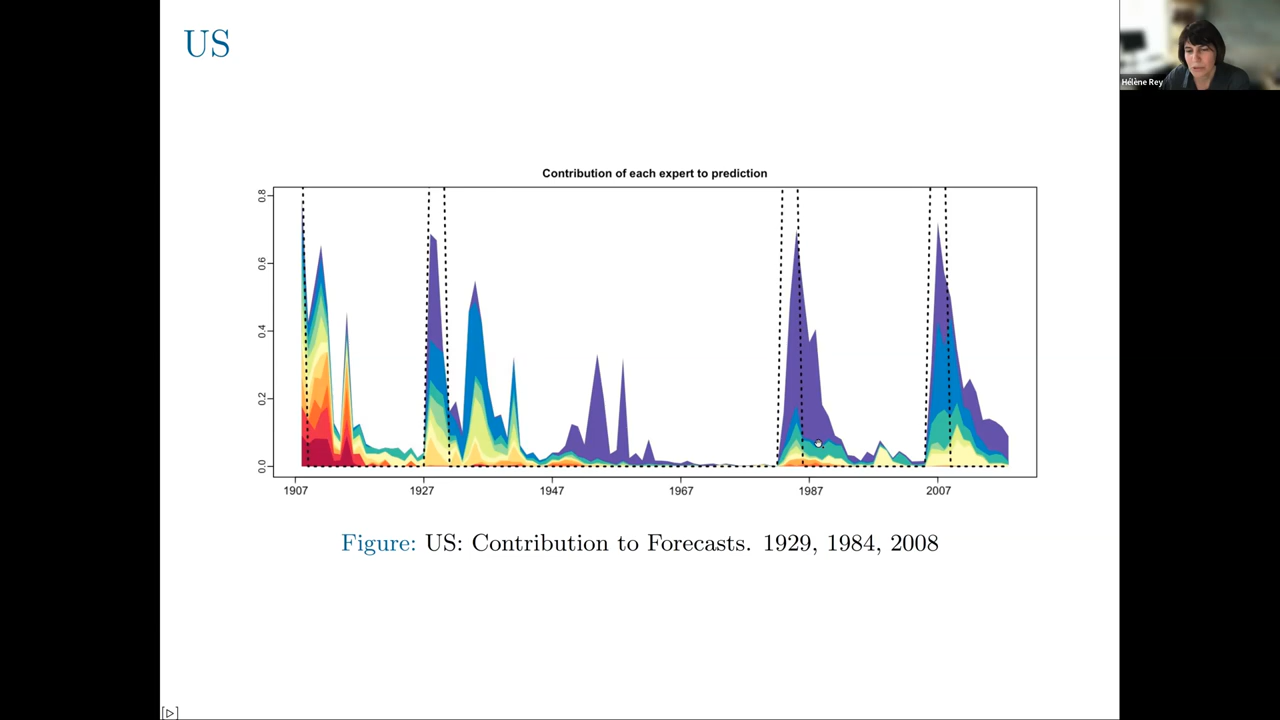 US
Hélène Rey
Contribution of each expert to prediction
0.8
0.6
0.4
0.2
0.0
1907 1927 1947 1967 1987 2007
Figure: US: Contribution to Forecasts. 1929, 1984, 2008